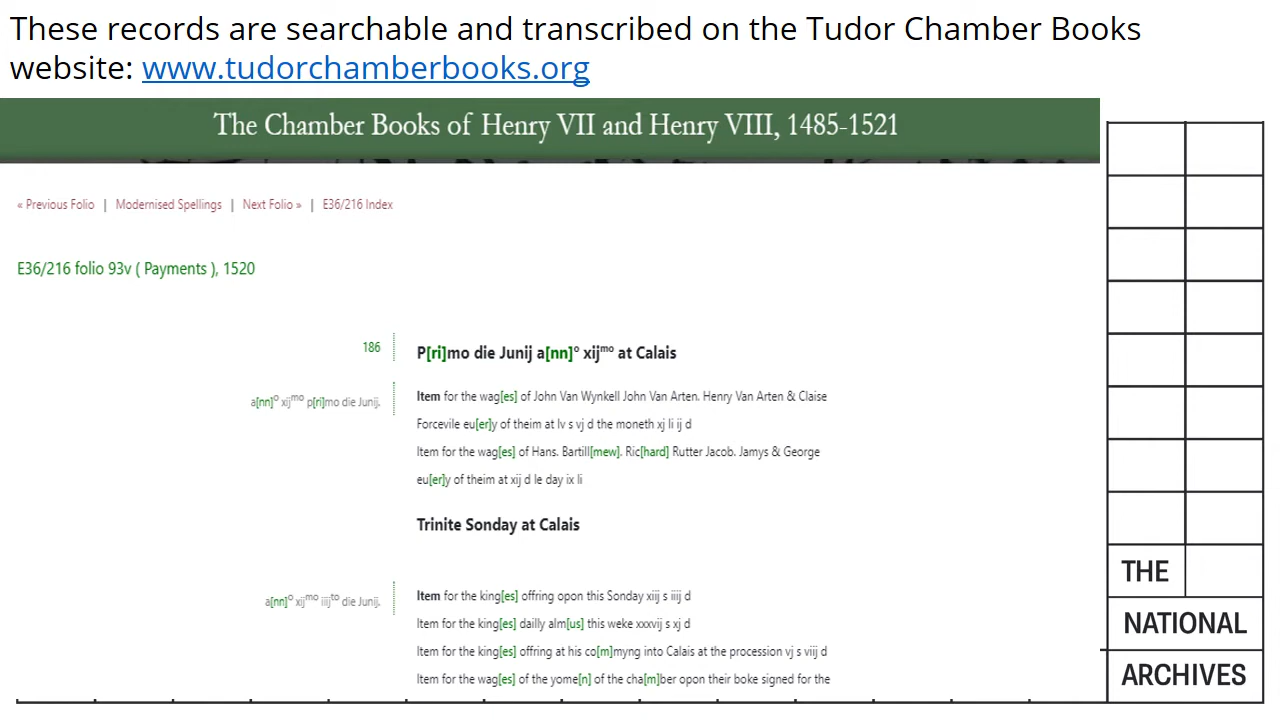 These records are searchable and transcribed on the Tudor Chamber Books
website: www.tudorchamberbooks.org
The Chamber Books of Henry VII and Henry VIII, 1485-1521
« Previous Folio | Modernised Spellings | Next Folio » | E36/216 Index
E36/216 folio 93v ( Payments ), 1520
186
P[ri]mo die Junij a[nn]º xijᵐᵒ at Calais
a[nn]º xijᵐᵒ p[ri]mo die Junij.
Item for the wag[es] of John Van Wynkell John Van Arten. Henry Van Arten & Claise
Forcevile eu[er]y of theim at lv s vj d the moneth xj li ij d
Item for the wag[es] of Hans. Bartill[mew]. Ric[hard] Rutter Jacob. Jamys & George
eu[er]y of theim at xij d le day ix li
Trinite Sonday at Calais
a[nn]º xijᵐᵒ iiijᵗᵒ die Junij.
Item for the king[es] offring opon this Sonday xiij s iiij d
Item for the king[es] dailly alm[us] this weke xxxvij s xj d
Item for the king[es] offring at his co[m]myng into Calais at the procession vj s viij d
Item for the wag[es] of the yome[n] of the cha[m]ber opon their boke signed for the
THE
NATIONAL
ARCHIVES